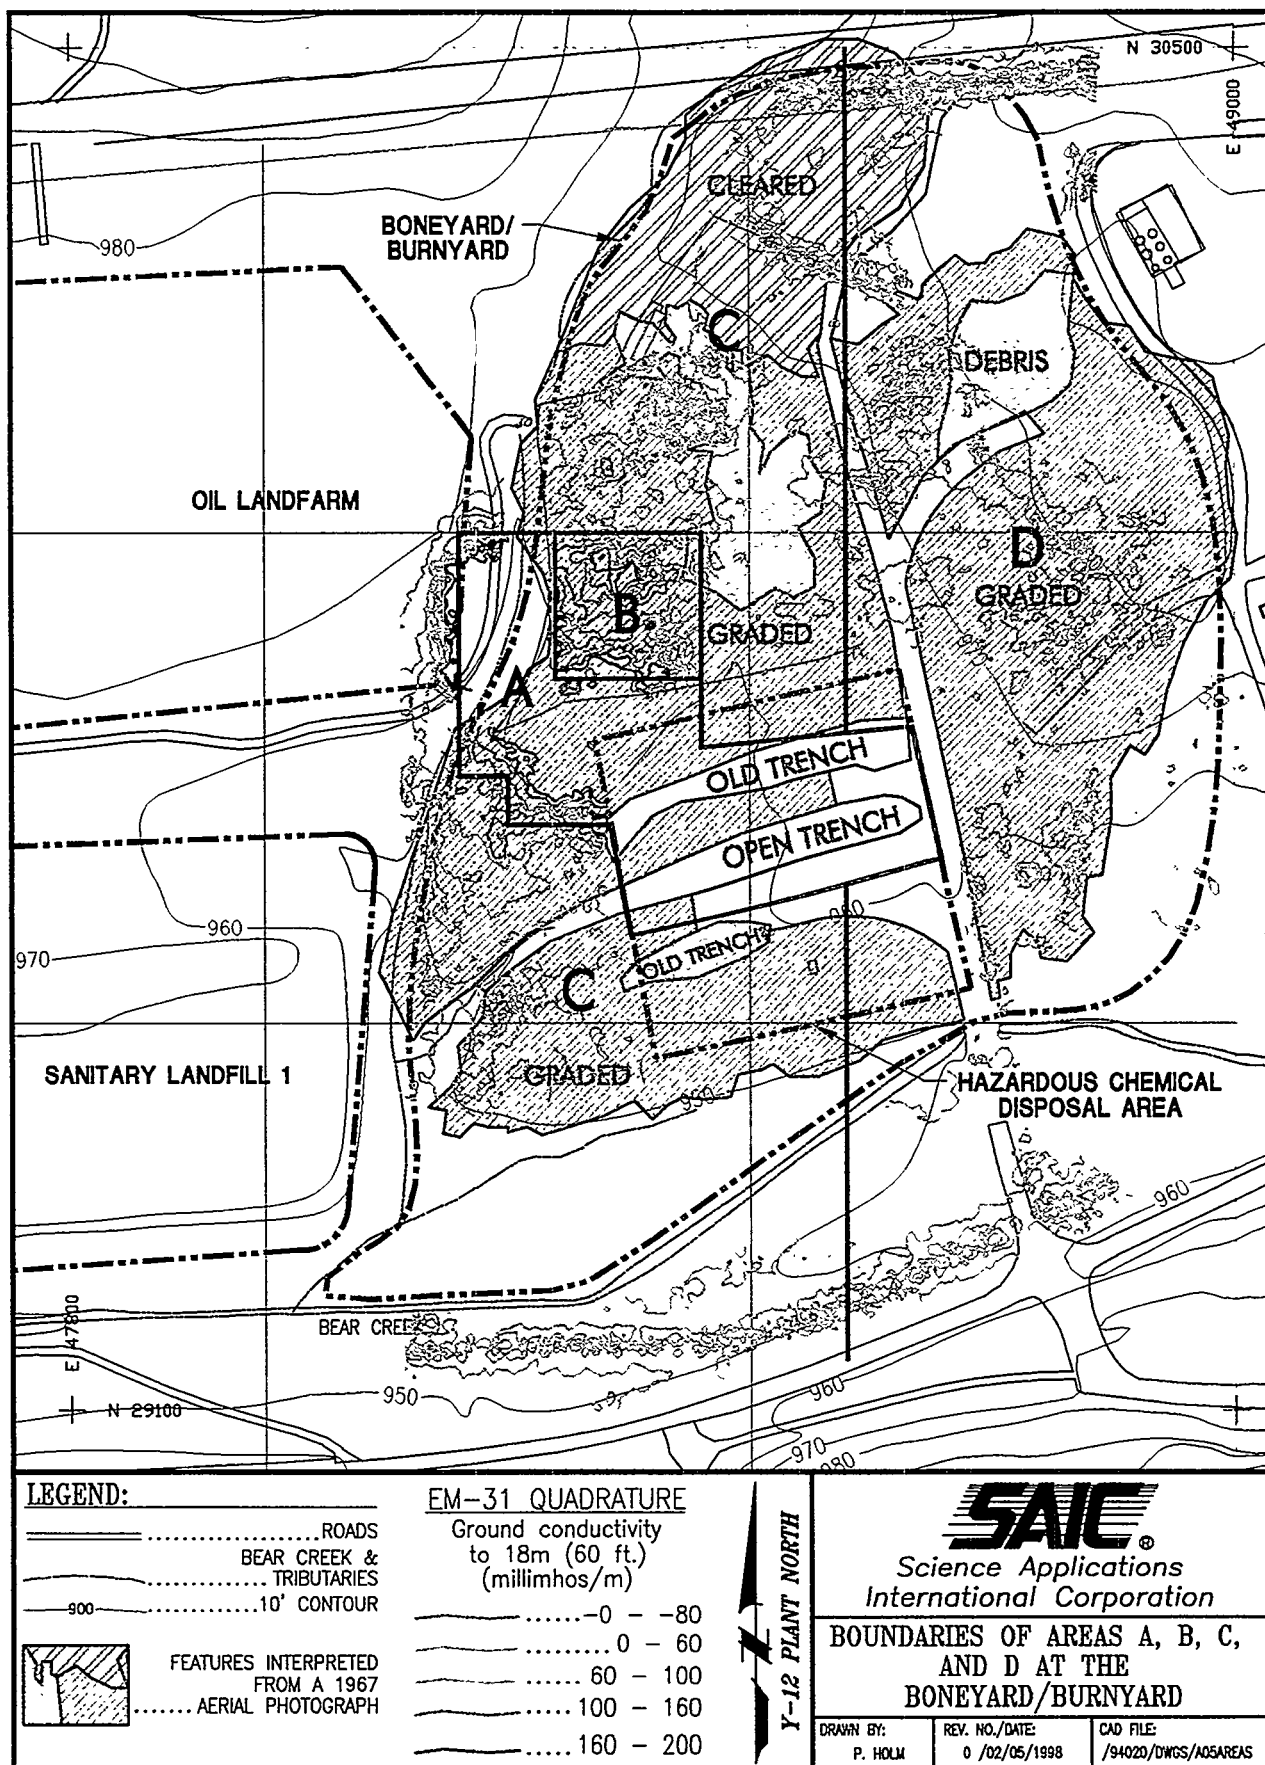 N 30500
E 49000
CLEARED
BONEYARD/
BURNYARD
980
C
DEBRIS
OIL LANDFARM
D
GRADED
B
GRADED
A
OLD TRENCH
OPEN TRENCH
960
960
970
OLD TRENCH
C
SANITARY LANDFILL 1
GRADED
HAZARDOUS CHEMICAL
DISPOSAL AREA
950
960
E 47800
BEAR CREEK
950
960
N 29100
970
980
LEGEND:
ROADS
BEAR CREEK &
TRIBUTARIES
900 10' CONTOUR
FEATURES INTERPRETED
FROM A 1967
AERIAL PHOTOGRAPH
EM-31 QUADRATURE
Ground conductivity
to 18m (60 ft.)
(millimhos/m)
-0 - -80
0 - 60
60 - 100
100 - 160
160 - 200
Y-12 PLANT NORTH
SAIC®
Science Applications
International Corporation
BOUNDARIES OF AREAS A, B, C,
AND D AT THE
BONEYARD/BURNYARD
DRAWN BY:
P. HOLM
REV. NO./DATE:
0 /02/05/1998
CAD FILE:
/94020/DWGS/A05AREAS